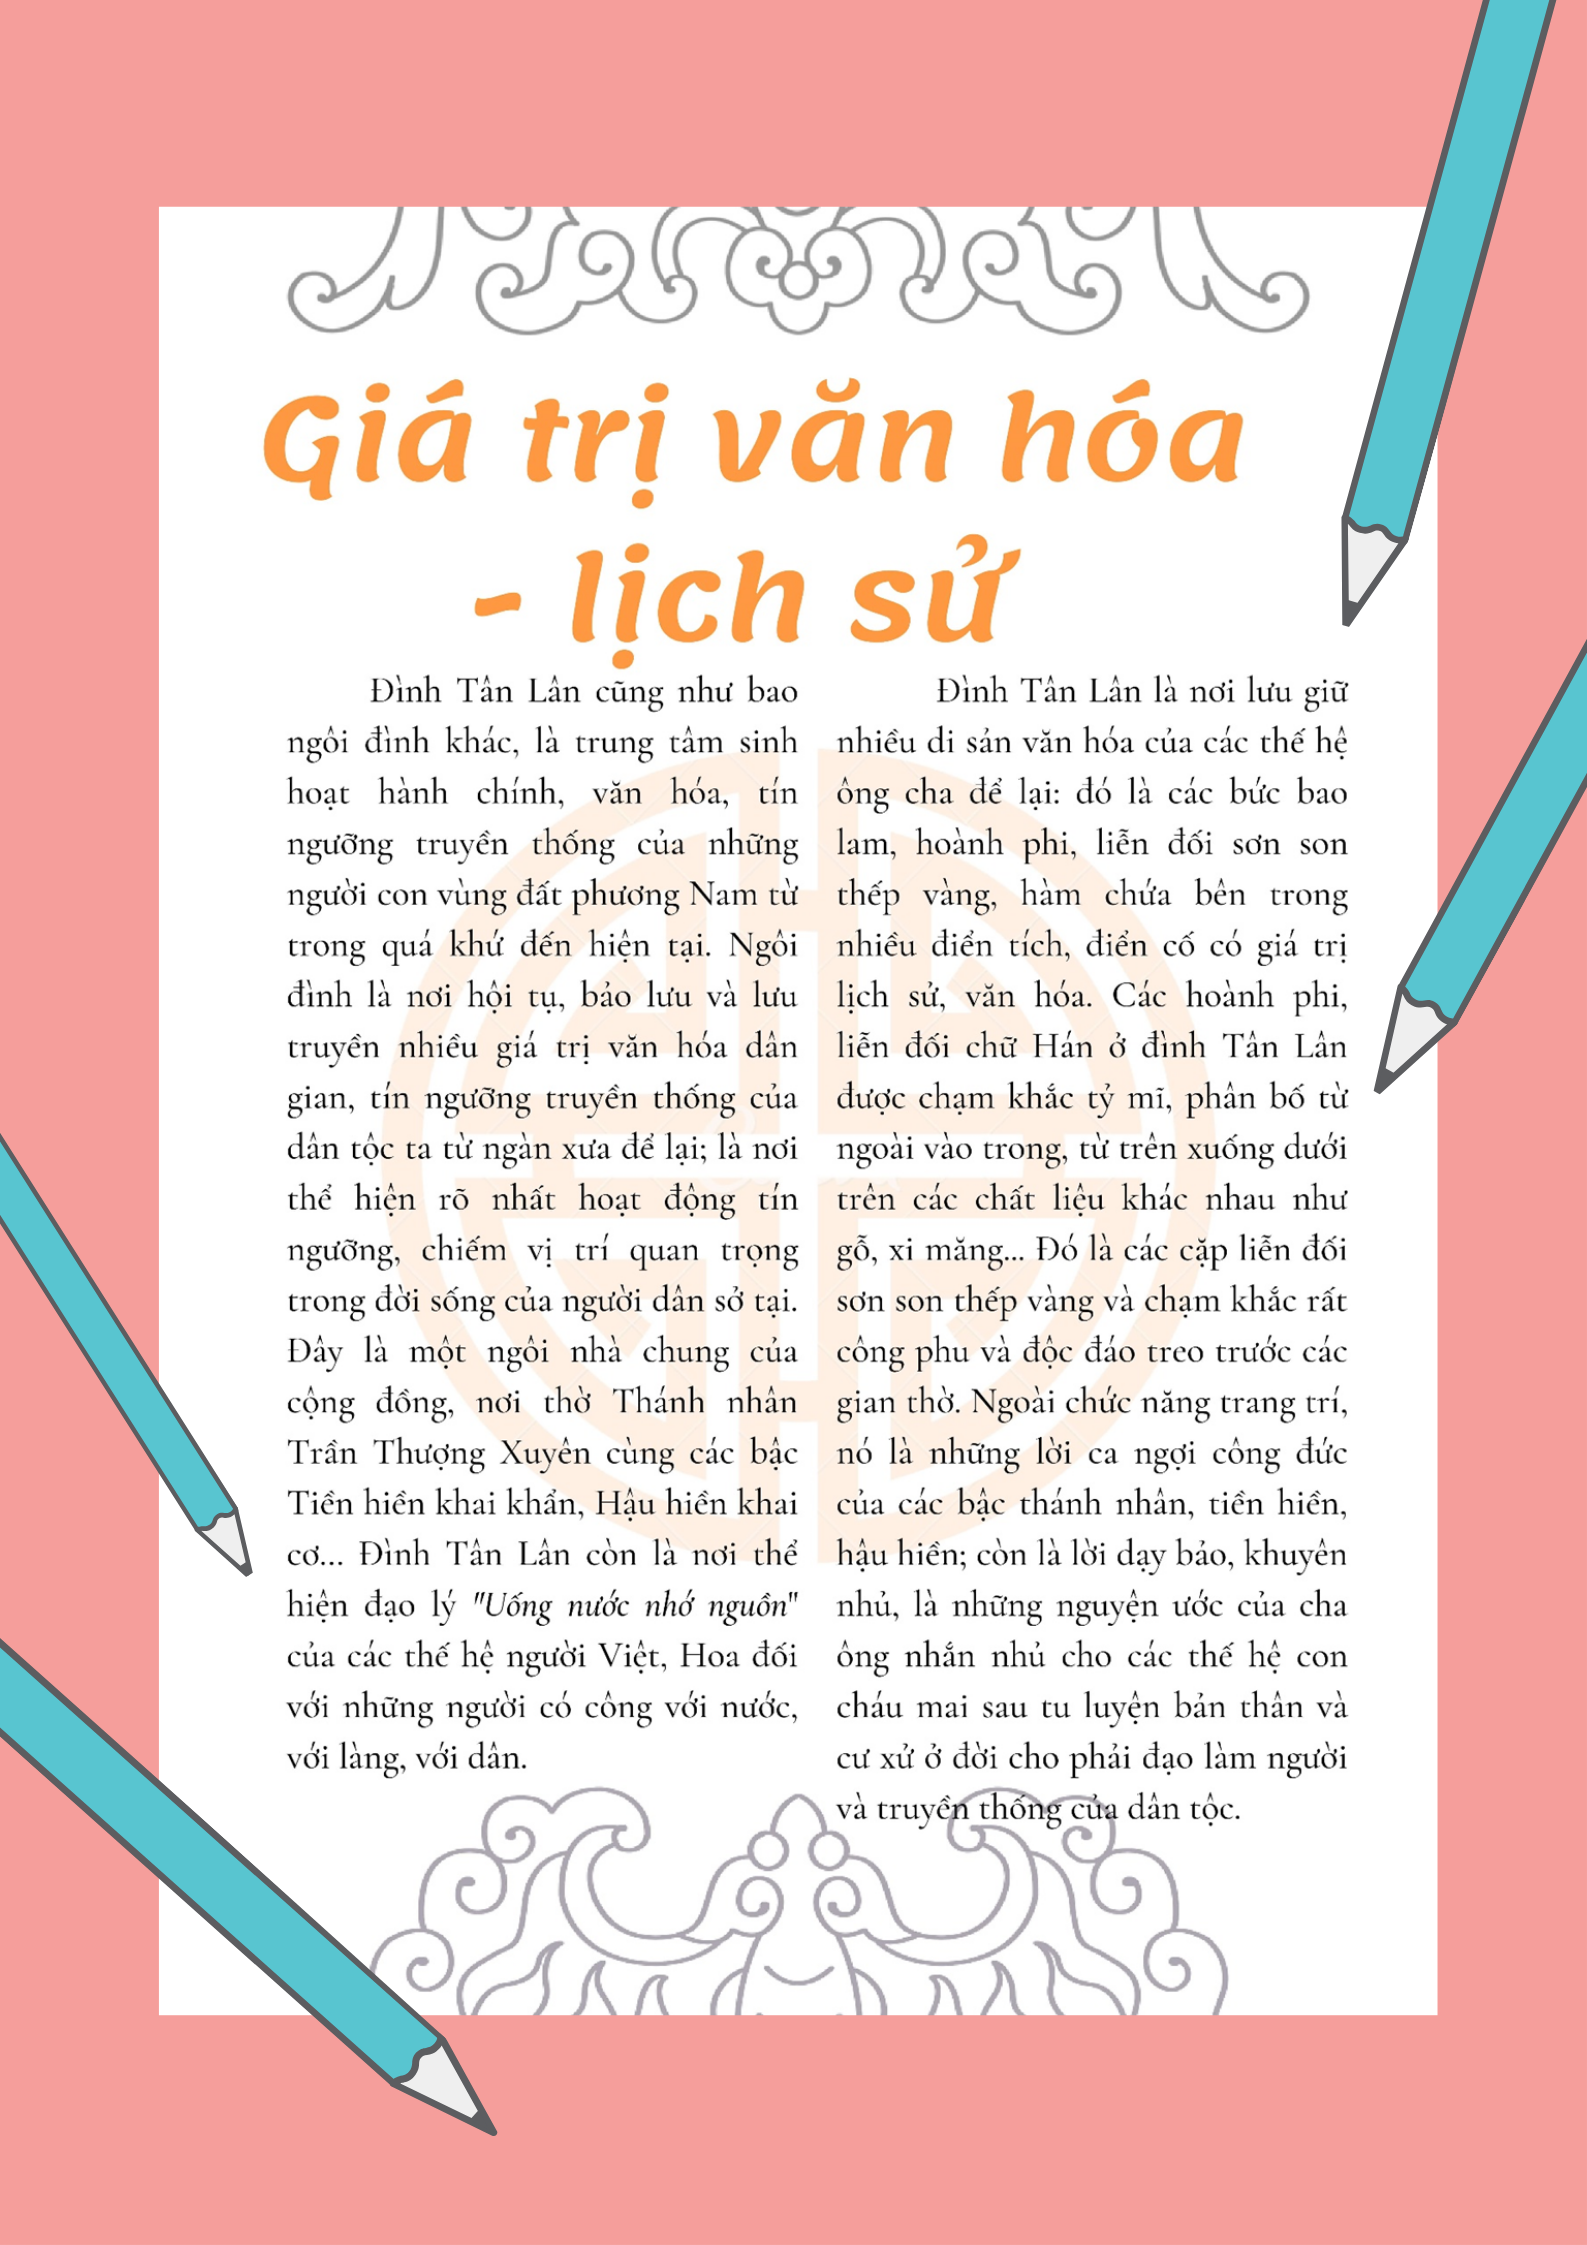 Giá trị văn hóa
- lịch sử
Đình Tân Lân cũng như bao
ngôi đình khác, là trung tâm sinh
hoạt hành chính, văn hóa, tín
ngưỡng truyền thống của những
người con vùng đất phương Nam từ
trong quá khứ đến hiện tại. Ngôi
đình là nơi hội tụ, bảo lưu và lưu
truyền nhiều giá trị văn hóa dân
gian, tín ngưỡng truyền thống của
dân tộc ta từ ngàn xưa để lại; là nơi
thể hiện rõ nhất hoạt động tín
ngưỡng, chiếm vị trí quan trọng
trong đời sống của người dân sở tại.
Đây là một ngôi nhà chung của
cộng đồng, nơi thờ Thánh nhân
Trần Thượng Xuyên cùng các bậc
Tiền hiền khai khẩn, Hậu hiền khai
cơ... Đình Tân Lân còn là nơi thể
hiện đạo lý "Uống nước nhớ nguồn"
của các thế hệ người Việt, Hoa đối
với những người có công với nước,
với làng, với dân.
Đình Tân Lân là nơi lưu giữ
nhiều di sản văn hóa của các thế hệ
ông cha để lại: đó là các bức bao
lam, hoành phi, liễn đối sơn son
thếp vàng, hàm chứa bên trong
nhiều điển tích, điển cố có giá trị
lịch sử, văn hóa. Các hoành phi,
liễn đối chữ Hán ở đình Tân Lân
được chạm khắc tỷ mĩ, phân bố từ
ngoài vào trong, từ trên xuống dưới
trên các chất liệu khác nhau như
gỗ, xi măng... Đó là các cặp liễn đối
sơn son thếp vàng và chạm khắc rất
công phu và độc đáo treo trước các
gian thờ. Ngoài chức năng trang trí,
nó là những lời ca ngợi công đức
của các bậc thánh nhân, tiền hiền,
hậu hiền; còn là lời dạy bảo, khuyên
nhủ, là những nguyện ước của cha
ông nhắn nhủ cho các thế hệ con
cháu mai sau tu luyện bản thân và
cư xử ở đời cho phải đạo làm người
và truyền thống của dân tộc.